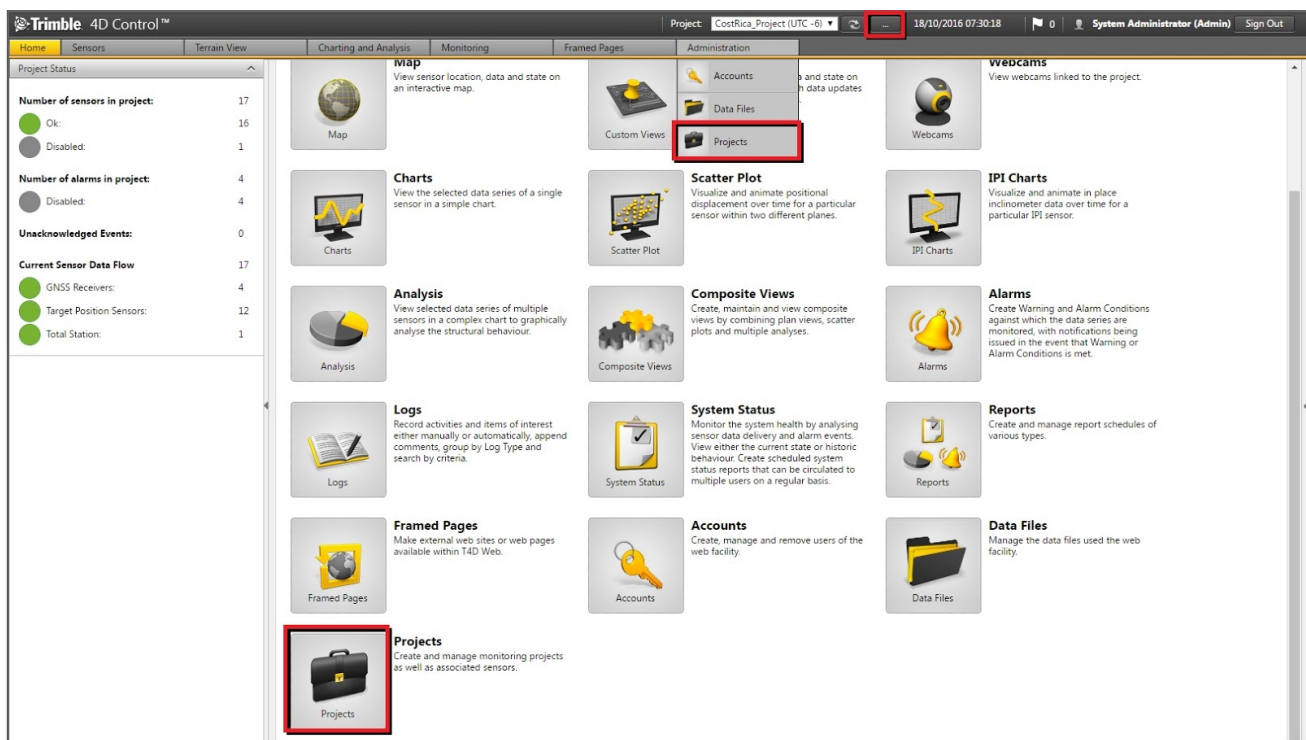 Trimble. 4D Control™
Project: CostRica_Project (UTC -6) ... 18/10/2016 07:30:18 0 System Administrator (Admin) Sign Out
Home Sensors Terrain View Charting and Analysis Monitoring Framed Pages Administration
Project Status
Number of sensors in project: 17
Ok: 16
Disabled: 1
Number of alarms in project: 4
Disabled: 4
Unacknowledged Events: 0
Current Sensor Data Flow 17
GNSS Receivers: 4
Target Position Sensors: 12
Total Station: 1
Accounts
Data Files
Projects
Map
Map
View sensor location, data and state on
an interactive map.
Custom Views
and state on
data updates
Webcams
Webcams
View webcams linked to the project.
Charts
Charts
View the selected data series of a single
sensor in a simple chart.
Scatter Plot
Scatter Plot
Visualize and animate positional
displacement over time for a particular
sensor within two different planes.
IPI Charts
IPI Charts
Visualize and animate in place
inclinometer data over time for a
particular IPI sensor.
Analysis
Analysis
View selected data series of multiple
sensors in a complex chart to graphically
analyse the structural behaviour.
Composite Views
Composite Views
Create, maintain and view composite
views by combining plan views, scatter
plots and multiple analyses.
Alarms
Alarms
Create Warning and Alarm Conditions
against which the data series are
monitored, with notifications being
issued in the event that Warning or
Alarm Conditions is met.
Logs
Logs
Record activities and items of interest
either manually or automatically, append
comments, group by Log Type and
search by criteria.
System Status
System Status
Monitor the system health by analysing
sensor data delivery and alarm events.
View either the current state or historic
behaviour. Create scheduled system
status reports that can be circulated to
multiple users on a regular basis.
Reports
Reports
Create and manage report schedules of
various types.
Framed Pages
Framed Pages
Make external web sites or web pages
available within T4D Web.
Accounts
Accounts
Create, manage and remove users of the
web facility.
Data Files
Data Files
Manage the data files used the web
facility.
Projects
Projects
Create and manage monitoring projects
as well as associated sensors.